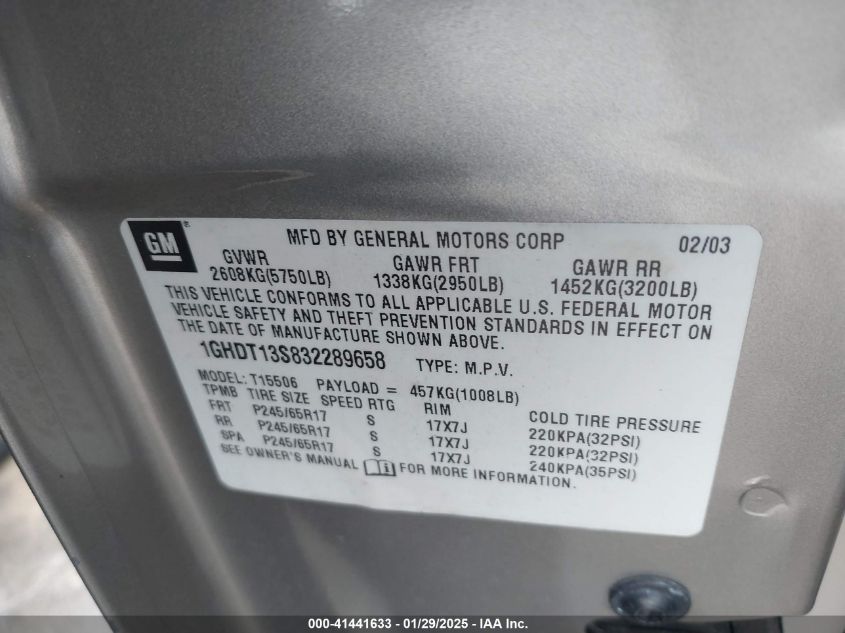 GM ®
MFD BY GENERAL MOTORS CORP 02/03
GVWR GAWR FRT GAWR RR
2608KG(5750LB) 1338KG(2950LB) 1452KG(3200LB)
THIS VEHICLE CONFORMS TO ALL APPLICABLE U.S. FEDERAL MOTOR
VEHICLE SAFETY AND THEFT PREVENTION STANDARDS IN EFFECT ON
THE DATE OF MANUFACTURE SHOWN ABOVE.
1GHDT13S832289658 TYPE: M.P.V.
MODEL: T15506 PAYLOAD = 457KG(1008LB)
TPMB TIRE SIZE SPEED RTG RIM COLD TIRE PRESSURE
FRT P245/65R17 S 17X7J 220KPA(32PSI)
RR P245/65R17 S 17X7J 220KPA(32PSI)
SPA P245/65R17 S 17X7J 240KPA(35PSI)
SEE OWNER'S MANUAL i FOR MORE INFORMATION.
000-41441633 - 01/29/2025 - IAA Inc.